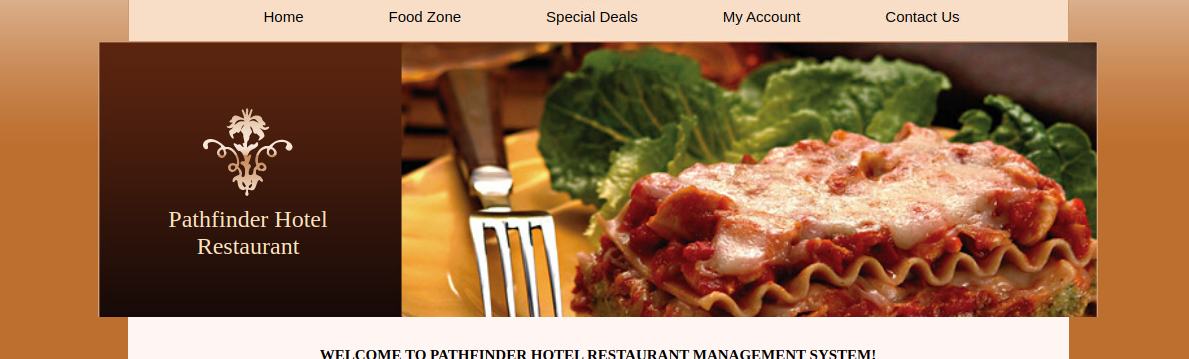 Home Food Zone Special Deals My Account Contact Us
Pathfinder Hotel
Restaurant
WELCOME TO PATHFINDER HOTEL RESTAURANT MANAGEMENT SYSTEM!